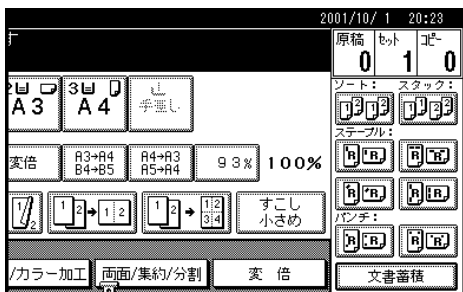 2001/10/ 1 20:23
す
原稿 ｾｯﾄ ｺﾋﾟｰ
0 1 0
A3
3 A4
手差し
ソート： スタック：
ステープル：
変倍
A3→A4
B4→B5
A4→A3
A5→A4
93%
100%
すこし
小さめ
パンチ：
/カラー加工
両面/集約/分割
変 倍
文書蓄積